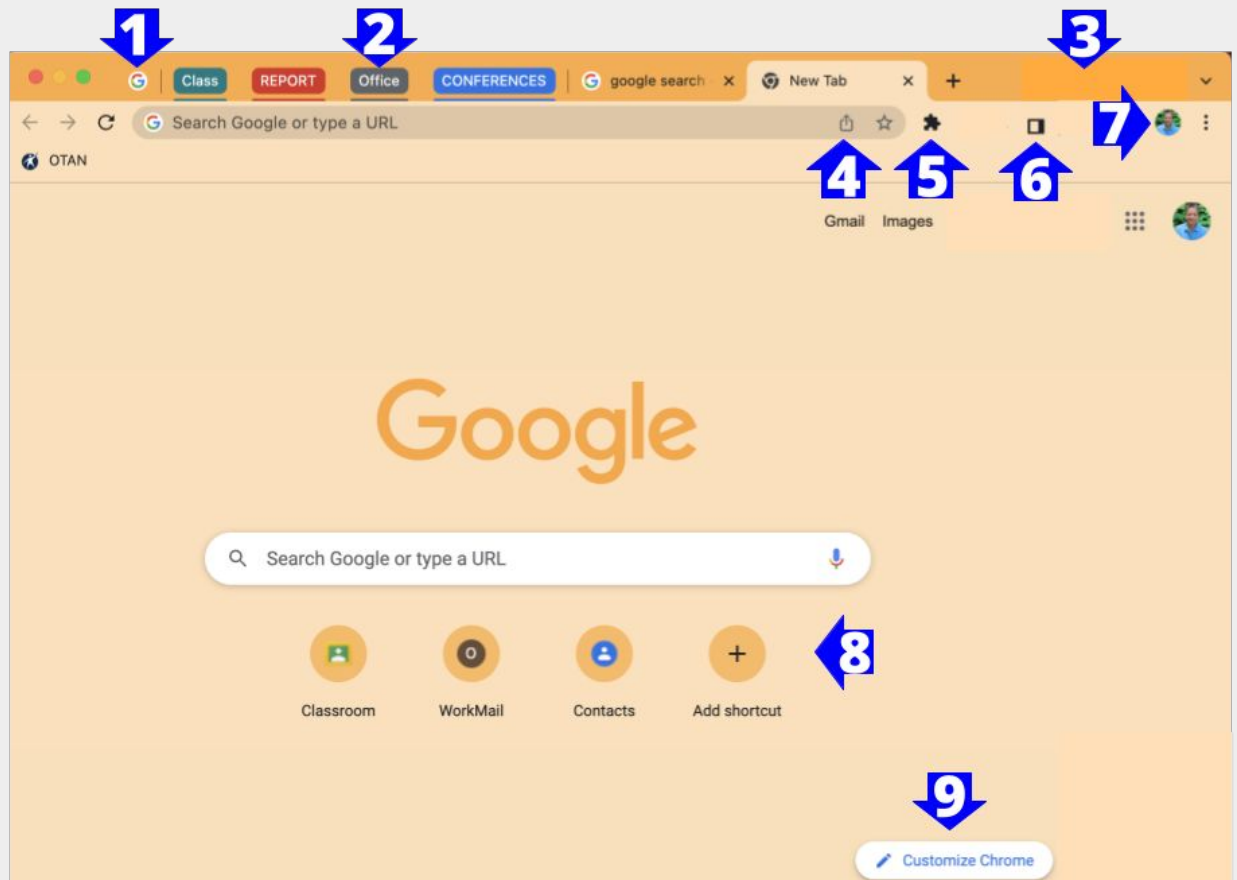 1 2 3
Class REPORT Office CONFERENCES google search New Tab
Search Google or type a URL
7
OTAN
4 5 6
Gmail Images
Google
Search Google or type a URL
8
Classroom WorkMail Contacts Add shortcut
9
Customize Chrome